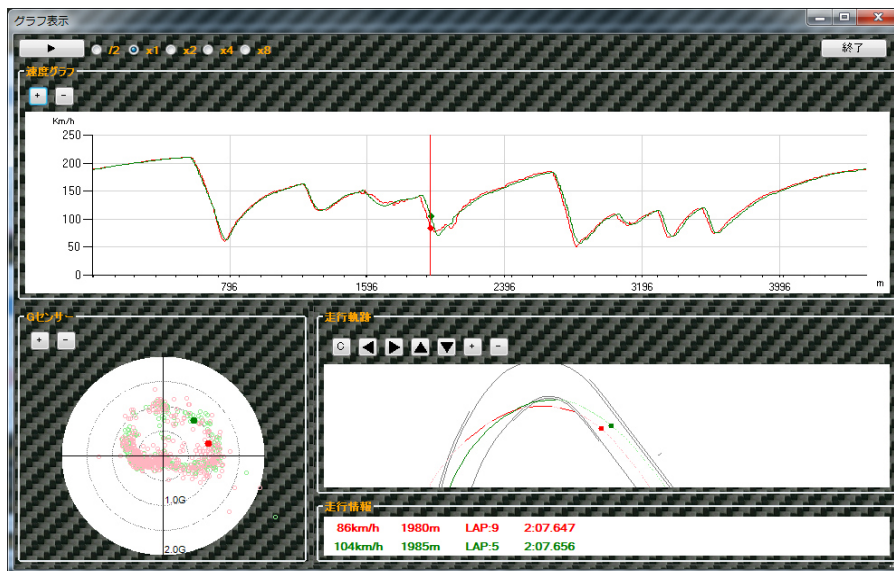 グラフ表示
/2 x1 x2 x4 x8 終了
速度グラフ
+ −
Km/h
250
200
150
100
50
0
796 1596 2396 3196 3996 m
Gセンサー
+ −
1.0G
2.0G
走行軌跡
C + −
走行情報
86km/h 1980m LAP:9 2:07.647
104km/h 1985m LAP:5 2:07.656